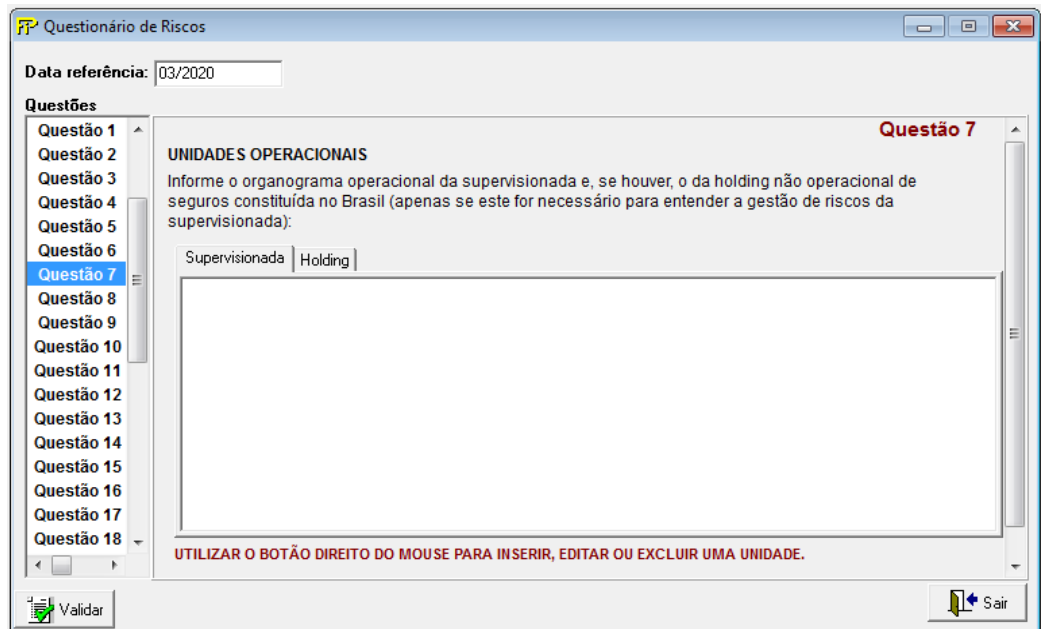 Questionário de Riscos
Data referência: 03/2020
Questões
Questão 1
Questão 2
Questão 3
Questão 4
Questão 5
Questão 6
Questão 7
Questão 8
Questão 9
Questão 10
Questão 11
Questão 12
Questão 13
Questão 14
Questão 15
Questão 16
Questão 17
Questão 18
Questão 7
UNIDADES OPERACIONAIS
Informe o organograma operacional da supervisionada e, se houver, o da holding não operacional de
seguros constituída no Brasil (apenas se este for necessário para entender a gestão de riscos da
supervisionada):
Supervisionada Holding
UTILIZAR O BOTÃO DIREITO DO MOUSE PARA INSERIR, EDITAR OU EXCLUIR UMA UNIDADE.
Validar
Sair